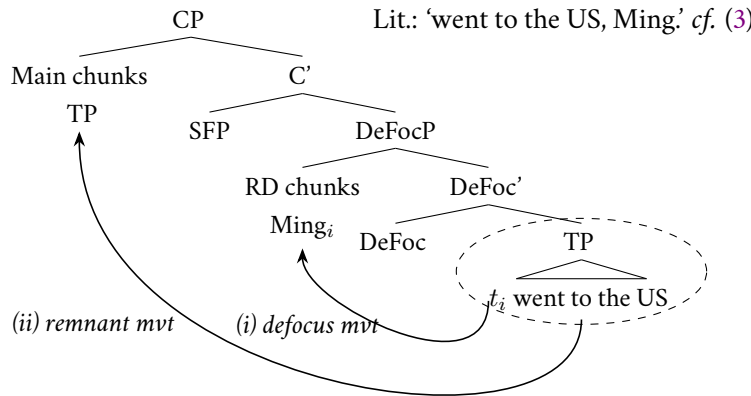 CP
Lit.: ‘went to the US, Ming.’ cf. (3)
Main chunks
C’
TP
SFP
DeFocP
RD chunks
DeFoc’
Mingᵢ
DeFoc
TP
tᵢ went to the US
(ii) remnant mvt
(i) defocus mvt